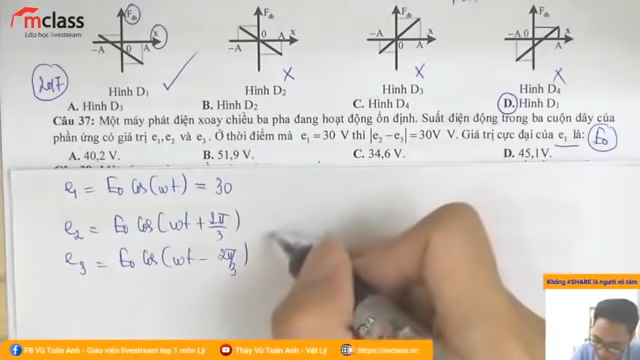 mclass
Lớp học livestream
F đh
x
-A
0
A
F đh
x
-A
0
A
F đh
x
-A
0
A
F đh
x
-A
0
A
2017
Hình D1
Hình D2
Hình D3
Hình D4
A. Hình D3
B. Hình D2
C. Hình D4
D. Hình D1
Câu 37: Một máy phát điện xoay chiều ba pha đang hoạt động ổn định. Suất điện động trong ba cuộn dây của
phần ứng có giá trị e1, e2 và e3. Ở thời điểm mà e1 = 30 V thì |e2 − e3| = 30V V. Giá trị cực đại của e1 là: E0
A. 40,2 V.
B. 51,9 V.
C. 34,6 V.
D. 45,1V.
e1 = E0 cos(ωt) = 30
e2 = E0 cos(ωt + 2π/3)
e3 = E0 cos(ωt - 2π/3)
Không #SHARE là người vô tâm
FB Vũ Tuấn Anh - Giáo viên livestream top 1 môn Lý
Thầy Vũ Tuấn Anh - Vật Lý
https://mclass.vn